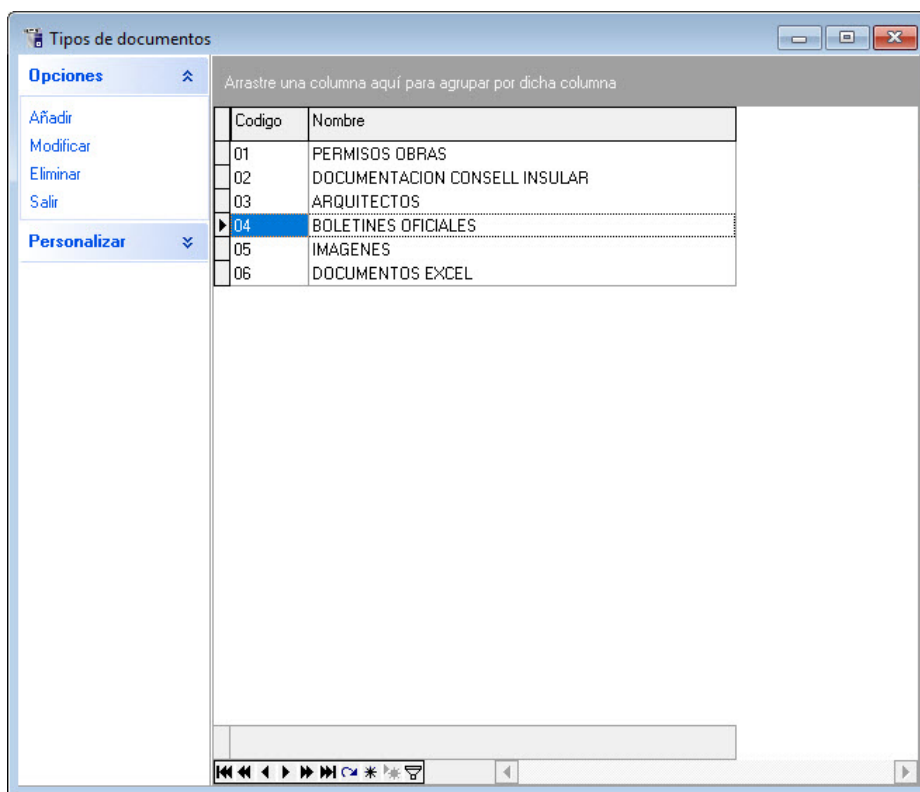 Tipos de documentos
Opciones
Añadir
Modificar
Eliminar
Salir
Personalizar
Arrastre una columna aquí para agrupar por dicha columna
Codigo Nombre
01 PERMISOS OBRAS
02 DOCUMENTACION CONSELL INSULAR
03 ARQUITECTOS
04 BOLETINES OFICIALES
05 IMAGENES
06 DOCUMENTOS EXCEL